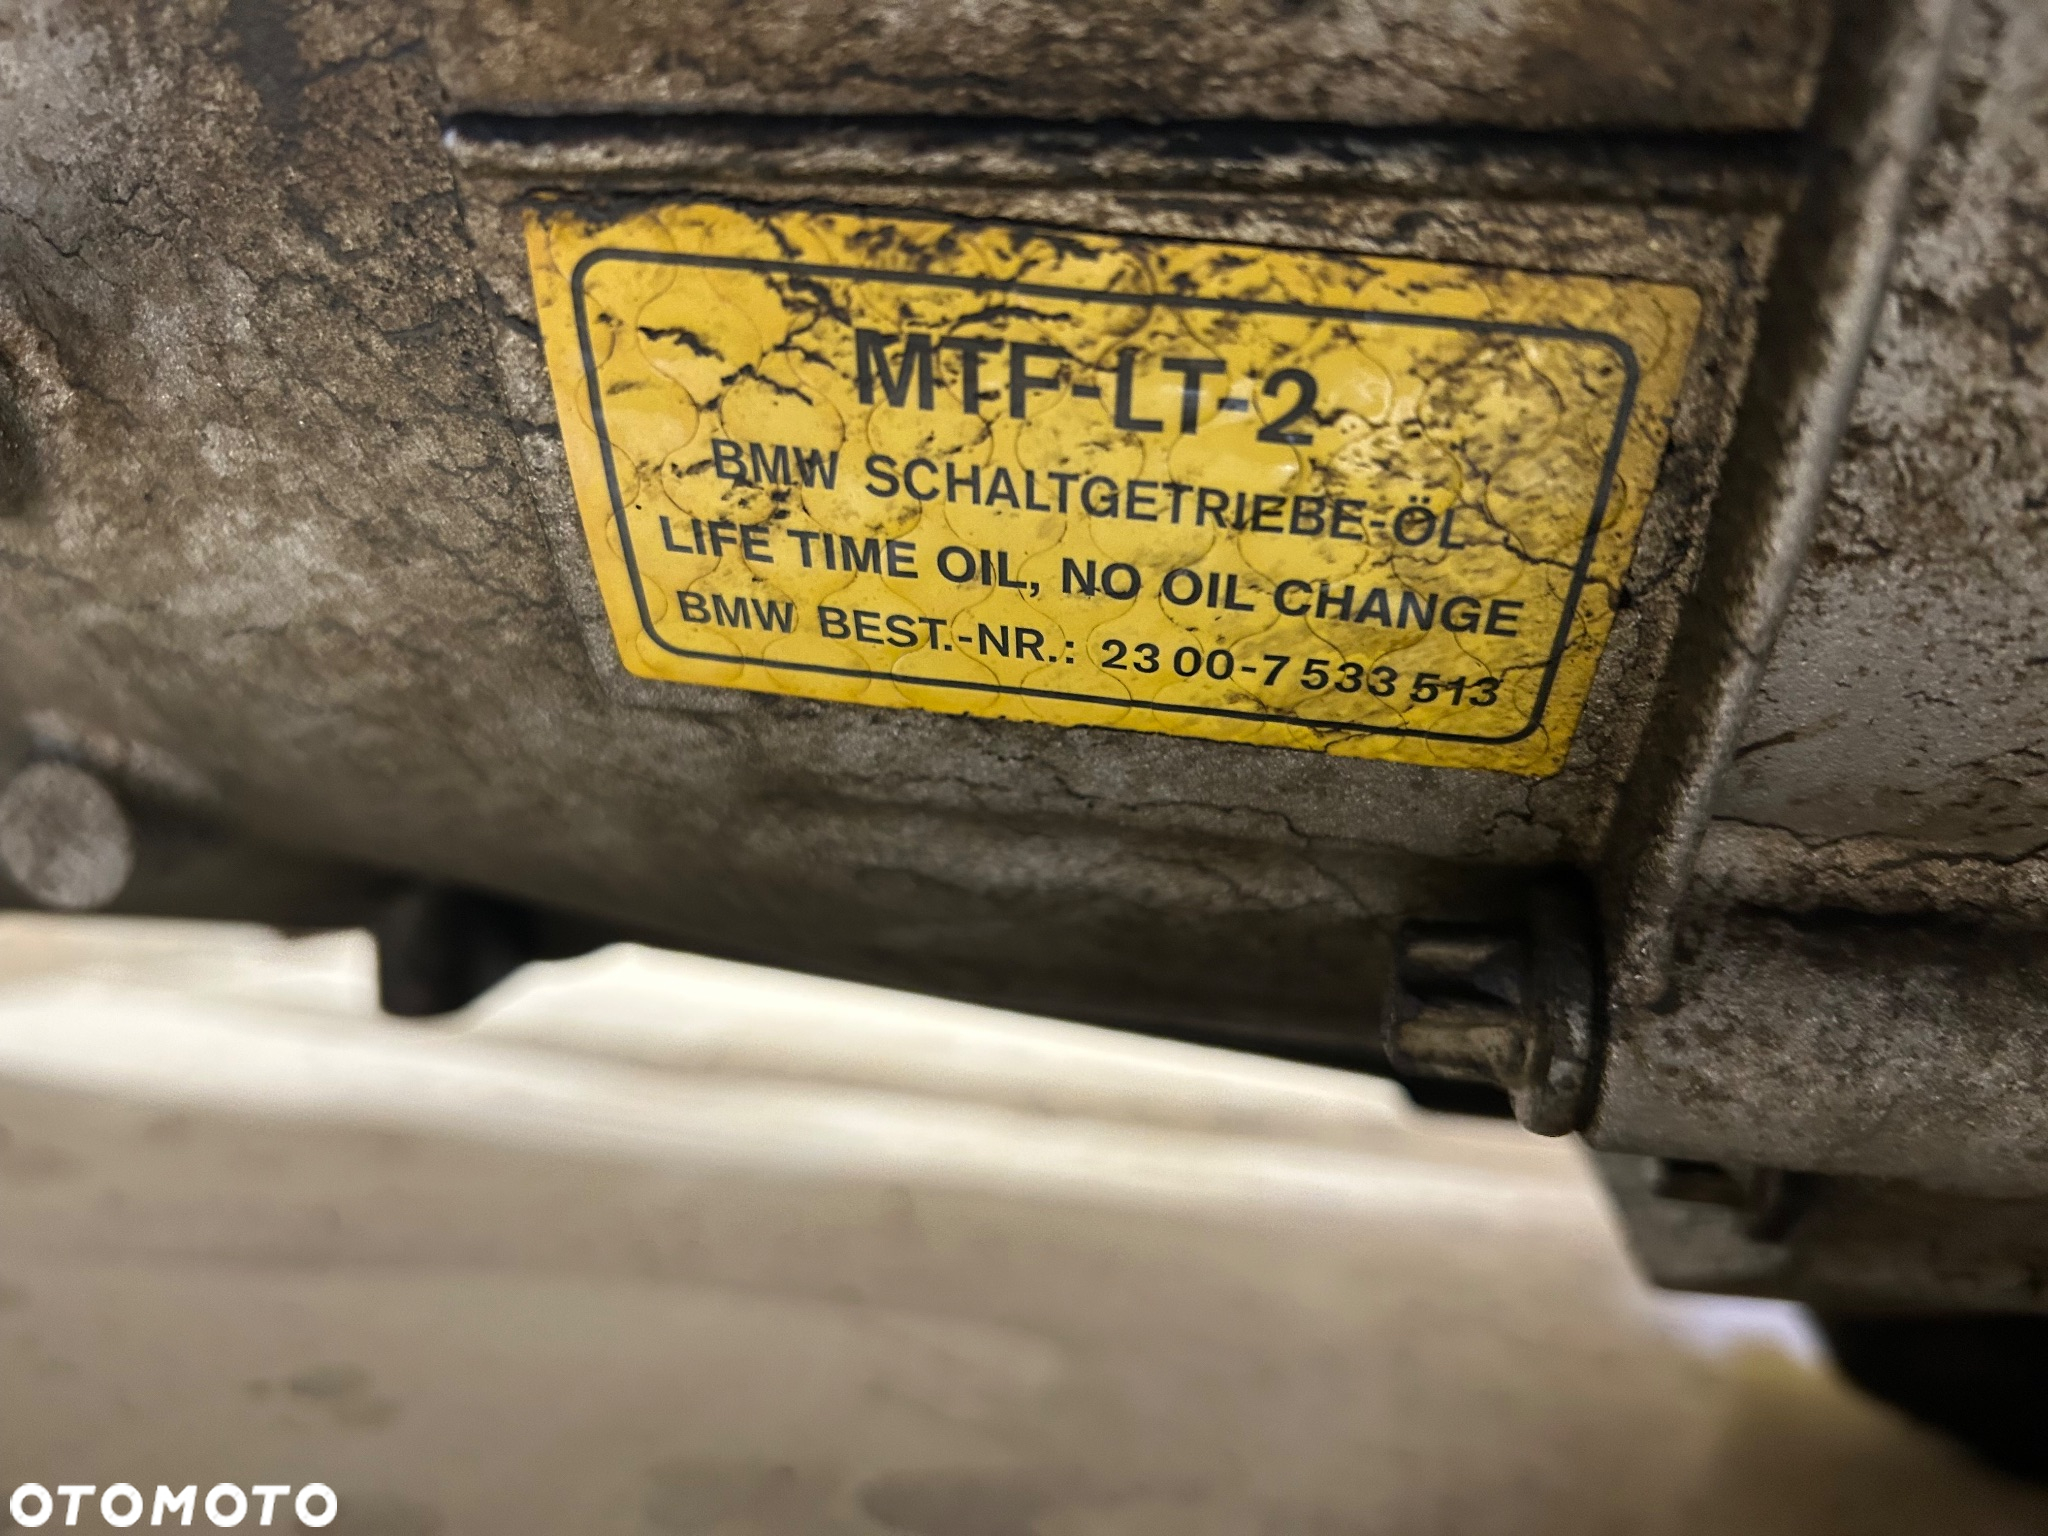 MTF-LT-2
BMW SCHALTGETRIEBE-ÖL
LIFE TIME OIL, NO OIL CHANGE
BMW BEST.-NR.: 23 00-7 533 513
OTOMOTO